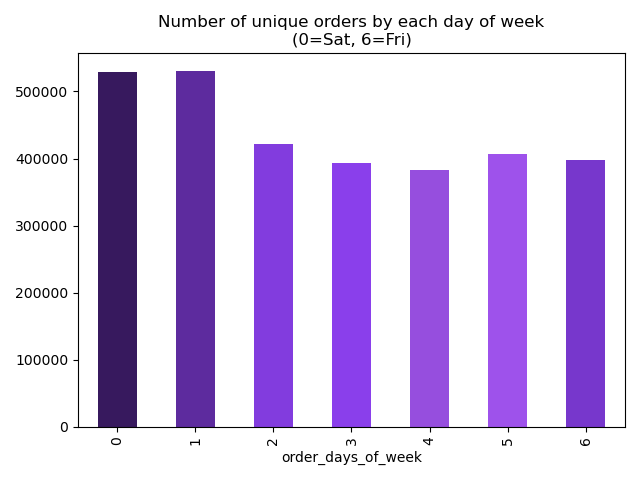 Number of unique orders by each day of week
(0=Sat, 6=Fri)
500000
400000
300000
200000
100000
0
0 1 2 3 4 5 6
order_days_of_week